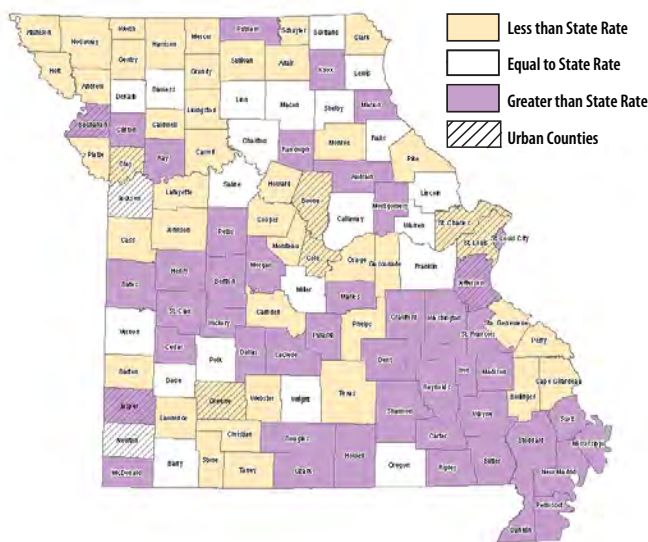 Less than State Rate
Equal to State Rate
Greater than State Rate
Urban Counties
Nodaway
Worth
Harrison
Mercer
Putnam
Schuyler
Scotland
Clark
Holt
Andrew
Gentry
Grundy
Sullivan
Adair
Knox
Lewis
DeKalb
Daviess
Livingston
Linn
Macon
Shelby
Marion
Buchanan
Clinton
Caldwell
Chariton
Randolph
Monroe
Ralls
Pike
Platte
Clay
Ray
Carroll
Saline
Howard
Boone
Audrain
Lincoln
Jackson
Lafayette
Cooper
Callaway
Montgomery
Warren
St. Charles
St. Louis
St. Louis City
Cass
Johnson
Pettis
Moniteau
Cole
Osage
Gasconade
Franklin
Jefferson
Bates
Henry
Benton
Morgan
Miller
Maries
St. Clair
Hickory
Camden
Pulaski
Phelps
Crawford
Washington
St. Francois
Ste. Genevieve
Perry
Vernon
Cedar
Polk
Dallas
Laclede
Dent
Iron
Madison
Cape Girardeau
Bollinger
Barton
Dade
Greene
Webster
Wright
Texas
Reynolds
Shannon
Wayne
Jasper
Lawrence
Christian
Douglas
Howell
Carter
Stoddard
Scott
Mississippi
Newton
McDonald
Barry
Stone
Taney
Ozark
Oregon
Ripley
Butler
New Madrid
Pemiscot
Dunklin